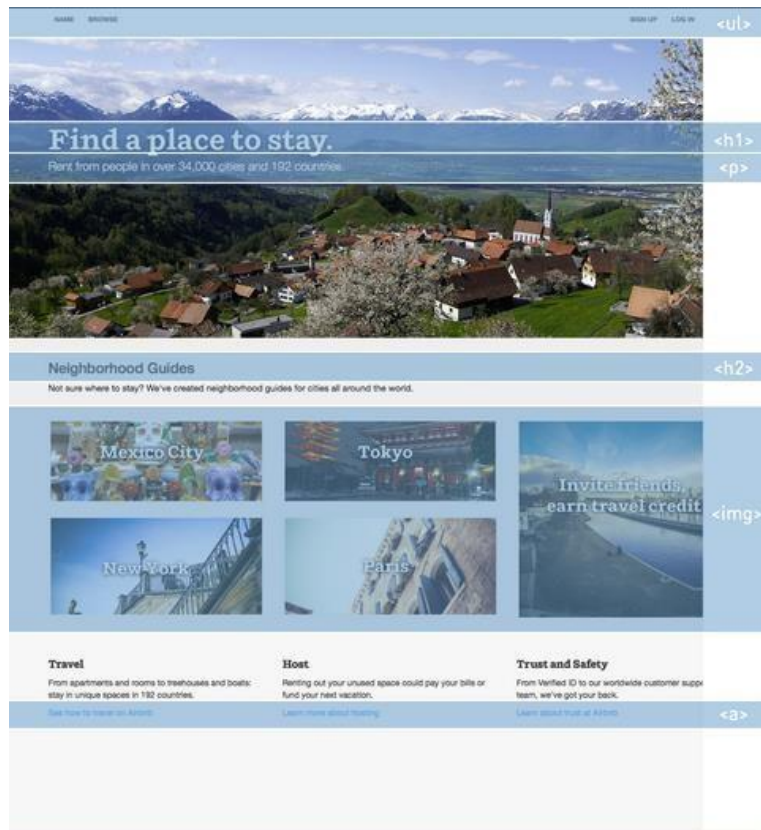 NAME BROWSE SIGN UP LOG IN <ul>
Find a place to stay. <h1>
Rent from people in over 34,000 cities and 192 countries. <p>
Neighborhood Guides <h2>
Not sure where to stay? We've created neighborhood guides for cities all around the world.
Mexico City Tokyo
Invite friends,
earn travel credit
<img>
New York Paris
Travel Host Trust and Safety
From apartments and rooms to treehouses and boats: Renting out your unused space could pay your bills or From Verified ID to our worldwide customer suppo
stay in unique spaces in 192 countries. fund your next vacation. team, we've got your back.
See how to travel on Airbnb Learn more about hosting Learn about trust at Airbnb <a>